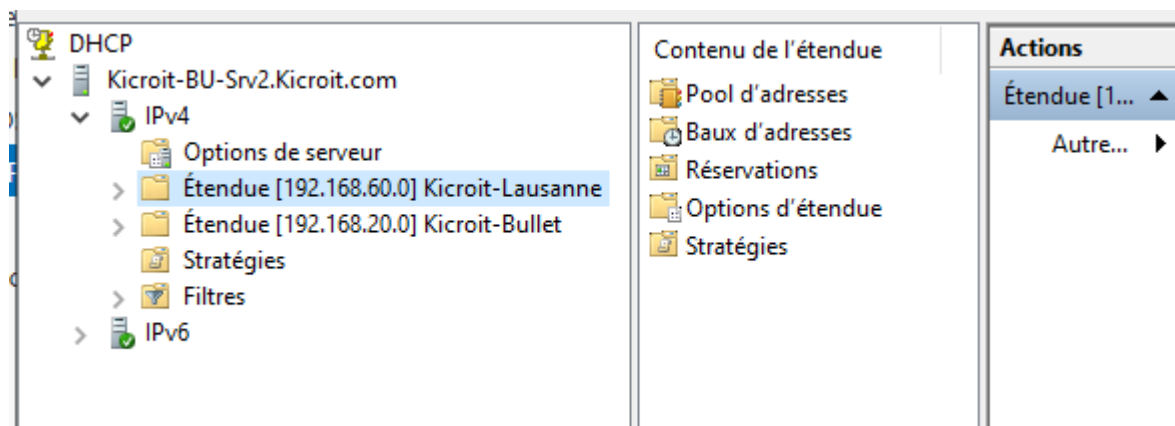 DHCP
Kicroit-BU-Srv2.Kicroit.com
IPv4
Options de serveur
Étendue [192.168.60.0] Kicroit-Lausanne
Étendue [192.168.20.0] Kicroit-Bullet
Stratégies
Filtres
IPv6
Contenu de l'étendue
Pool d'adresses
Baux d'adresses
Réservations
Options d'étendue
Stratégies
Actions
Étendue [1...
Autre...